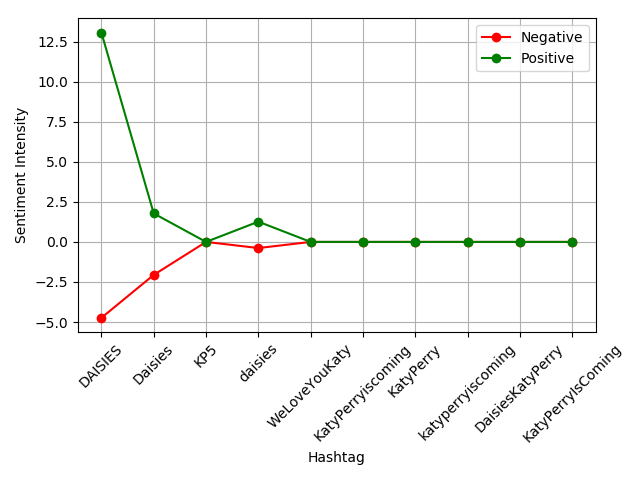 Negative
Positive
12.5
10.0
7.5
5.0
2.5
0.0
−2.5
−5.0
Sentiment Intensity
DAISIES
Daisies
KP5
daisies
WeLoveYouKaty
KatyPerryiscoming
KatyPerry
katyperryiscoming
DaisiesKatyPerry
KatyPerryIsComing
Hashtag